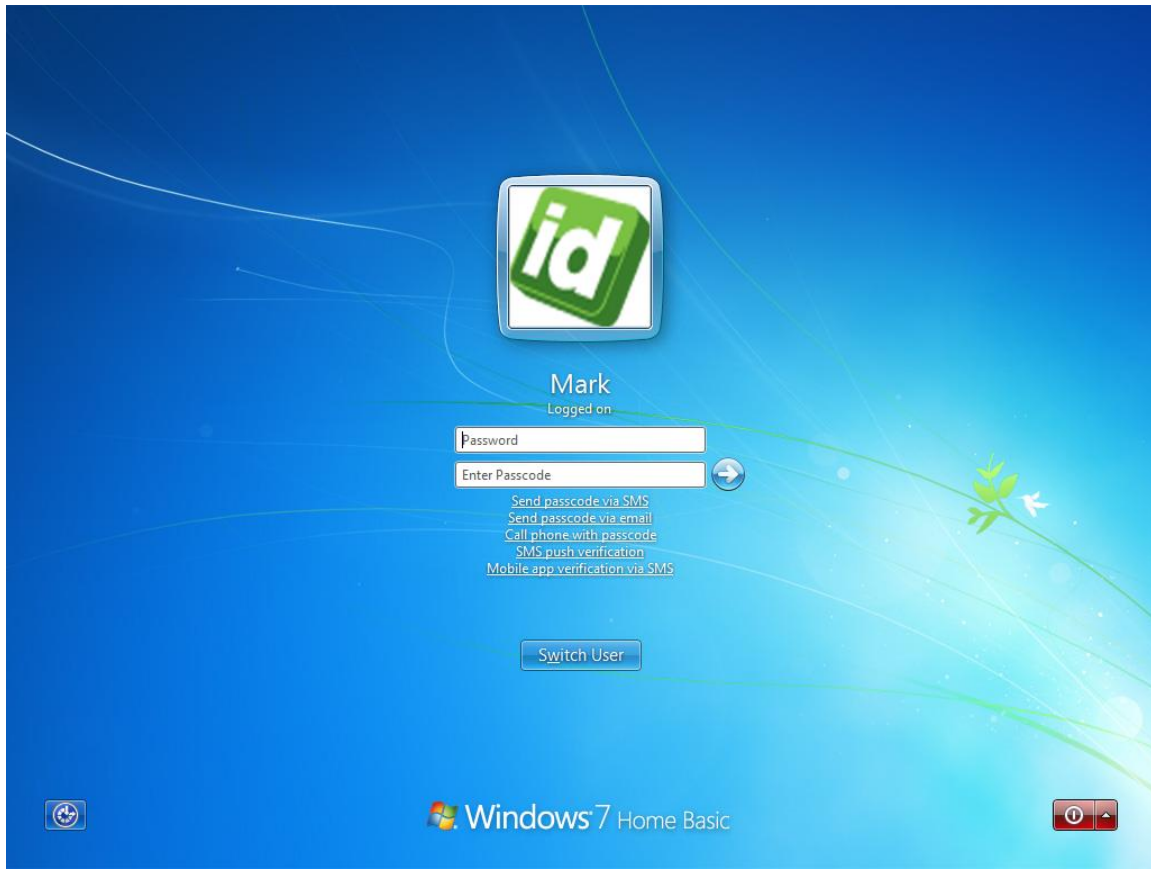 id
Mark
Logged on
Password
Enter Passcode
Send passcode via SMS
Send passcode via email
Call phone with passcode
SMS push verification
Mobile app verification via SMS
Switch User
Windows 7 Home Basic